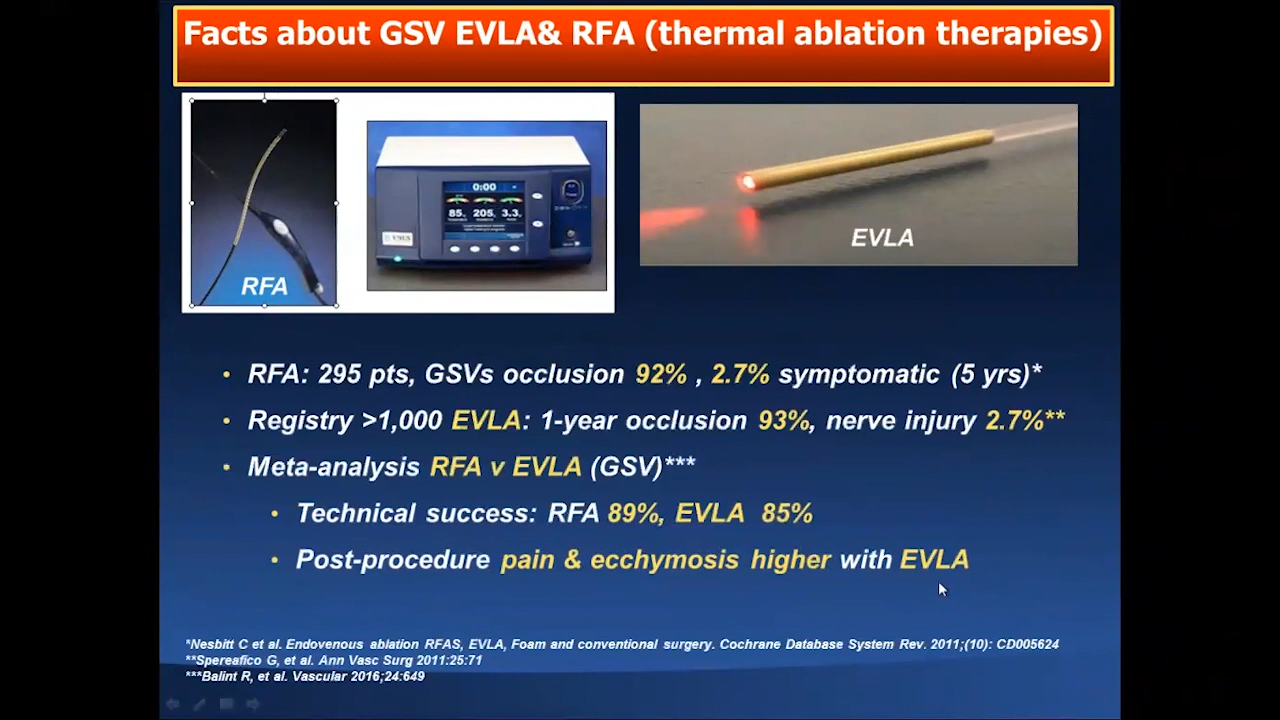 Facts about GSV EVLA& RFA (thermal ablation therapies)
RFA
0:00
85 205 3.3
VNUS
EVLA
• RFA: 295 pts, GSVs occlusion 92% , 2.7% symptomatic (5 yrs)*
• Registry >1,000 EVLA: 1-year occlusion 93%, nerve injury 2.7%**
• Meta-analysis RFA v EVLA (GSV)***
• Technical success: RFA 89%, EVLA 85%
• Post-procedure pain & ecchymosis higher with EVLA
*Nesbitt C et al. Endovenous ablation RFAS, EVLA, Foam and conventional surgery. Cochrane Database System Rev. 2011;(10): CD005624
**Spereafico G, et al. Ann Vasc Surg 2011:25:71
***Balint R, et al. Vascular 2016;24:649